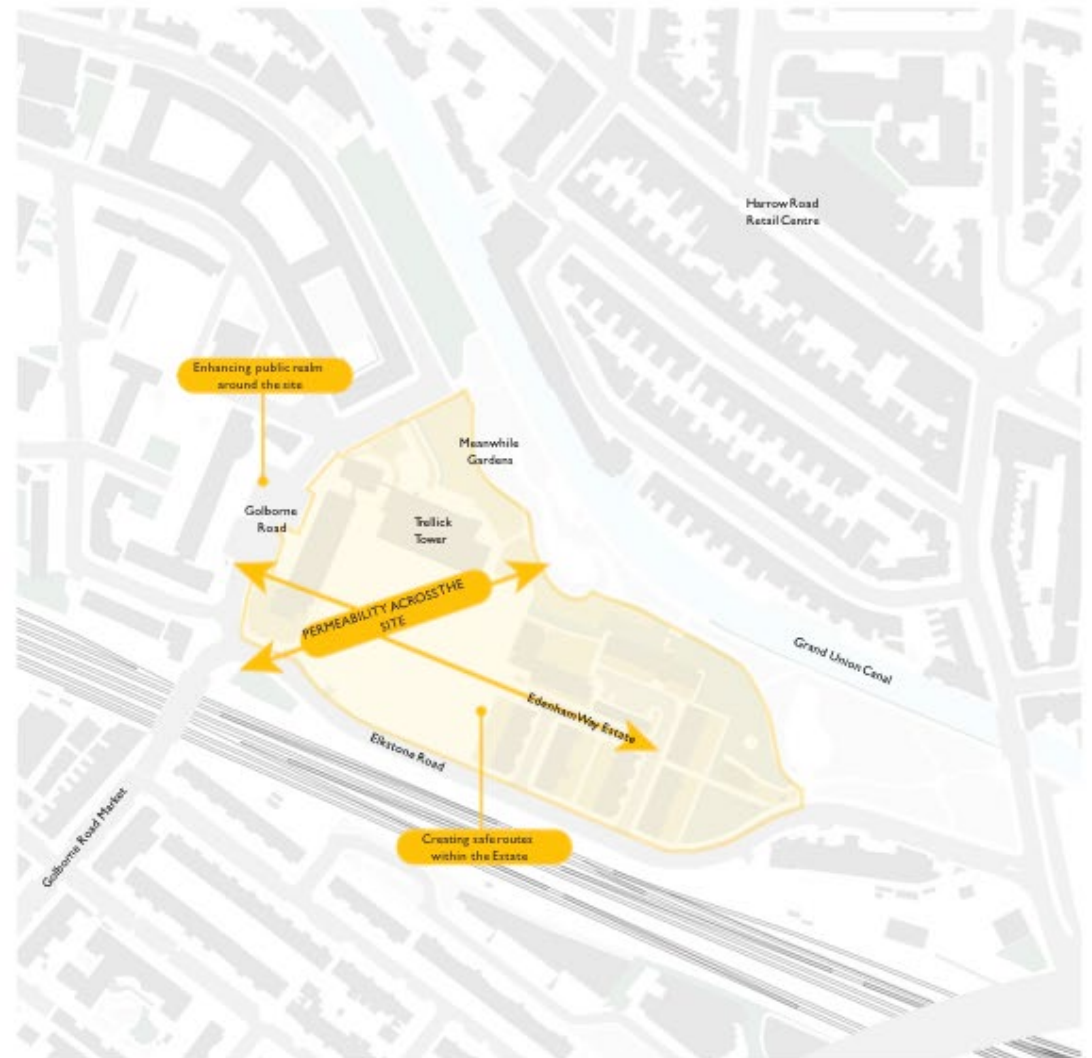 Harrow Road
Retail Centre
Enhancing public realm
around the site
Meanwhile
Gardens
Golborne
Road
Trellick
Tower
PERMEABILITY ACROSS THE
SITE
Grand Union Canal
Edenham Way Estate
Elkstone Road
Golborne Road Market
Creating safe routes
within the Estate